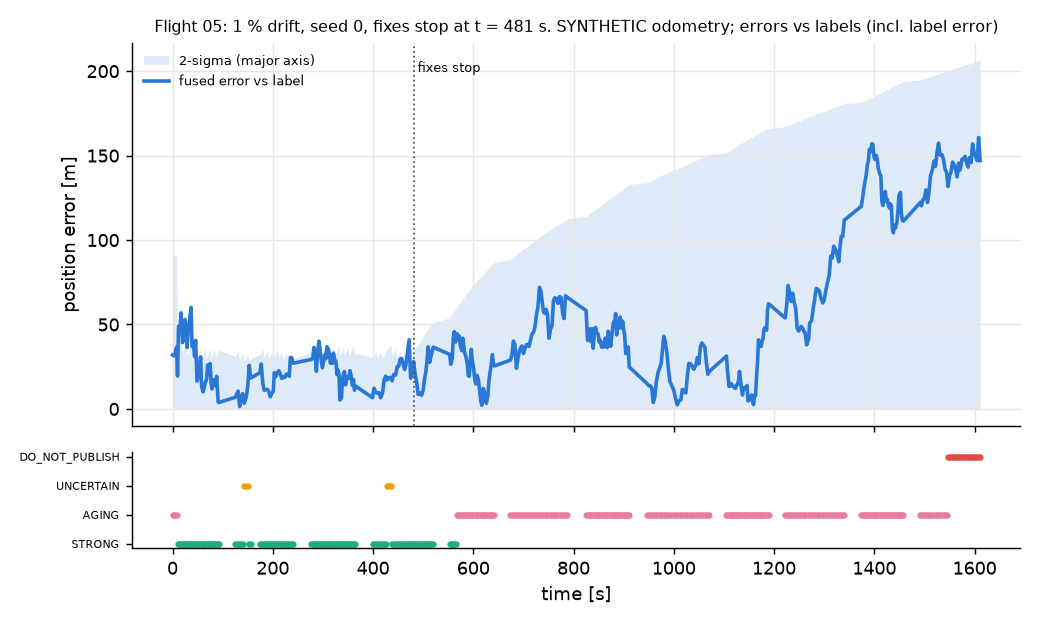 Flight 05: 1 % drift, seed 0, fixes stop at t = 481 s. SYNTHETIC odometry; errors vs labels (incl. label error)
2-sigma (major axis)
fused error vs label
fixes stop
position error [m]
200
150
100
50
0
DO_NOT_PUBLISH
UNCERTAIN
AGING
STRONG
0 200 400 600 800 1000 1200 1400 1600
time [s]